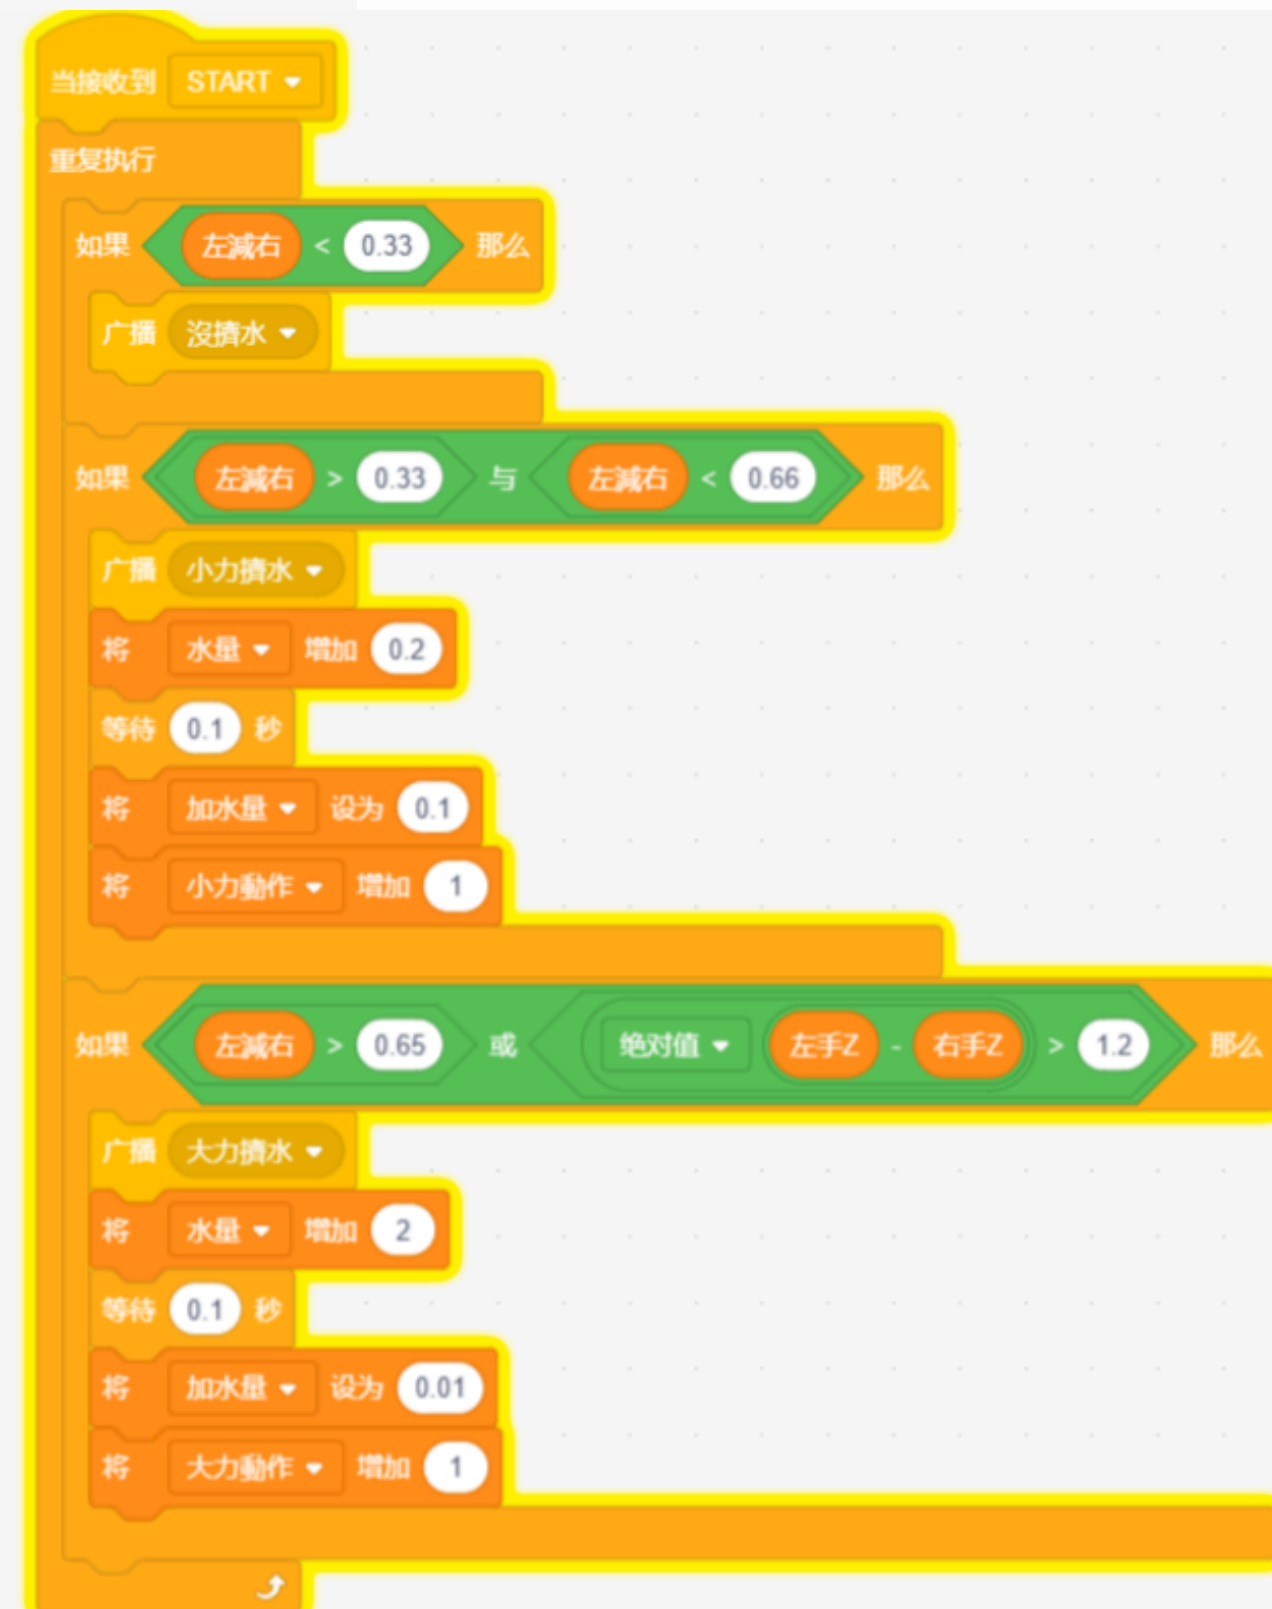 当接收到 START
重复执行
如果 左減右 < 0.33 那么
广播 沒擠水
如果 左減右 > 0.33 与 左減右 < 0.66 那么
广播 小力擠水
将 水量 增加 0.2
等待 0.1 秒
将 加水量 设为 0.1
将 小力動作 增加 1
如果 左減右 > 0.65 或 绝对值 左手Z - 右手Z > 1.2 那么
广播 大力擠水
将 水量 增加 2
等待 0.1 秒
将 加水量 设为 0.01
将 大力動作 增加 1